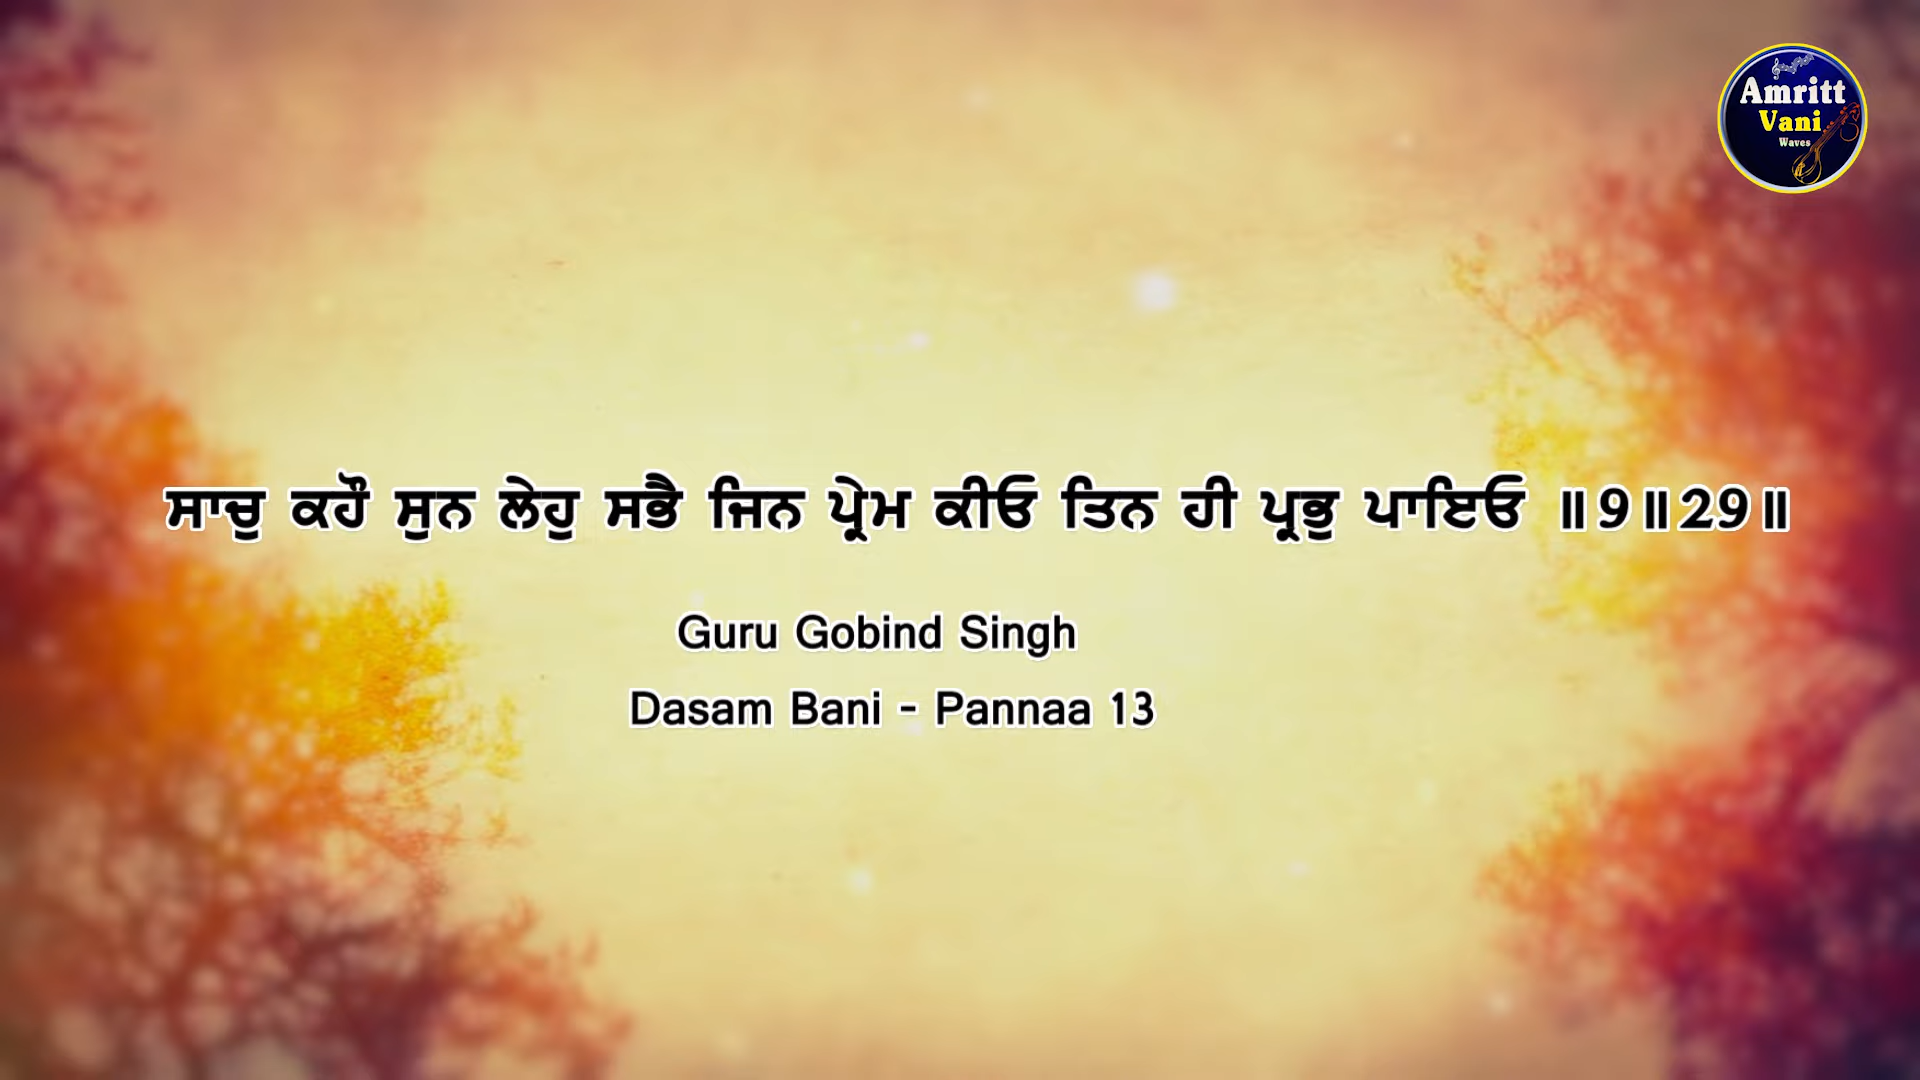 Amritt
Vani
Waves
ਸਾਚੁ ਕਹੌ ਸੁਨ ਲੇਹੁ ਸਭੈ ਜਿਨ ਪ੍ਰੇਮ ਕੀਓ ਤਿਨ ਹੀ ਪ੍ਰਭੁ ਪਾਇਓ ॥9॥29॥
Guru Gobind Singh
Dasam Bani - Pannaa 13